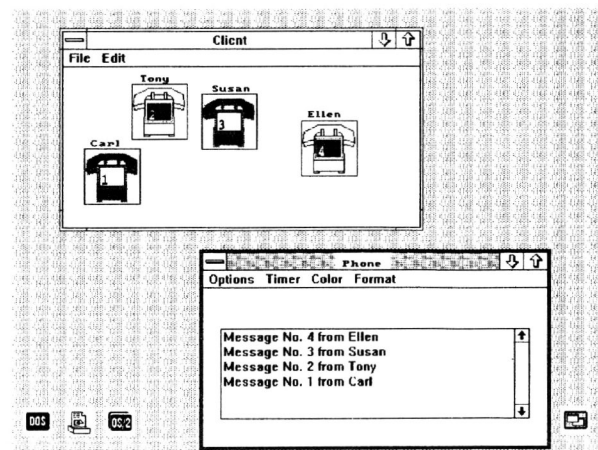 Client
File Edit
Tony
2
Susan
3
Ellen
4
Carl
1
Phone
Options Timer Color Format
Message No. 4 from Ellen
Message No. 3 from Susan
Message No. 2 from Tony
Message No. 1 from Carl
DOS
OS/2